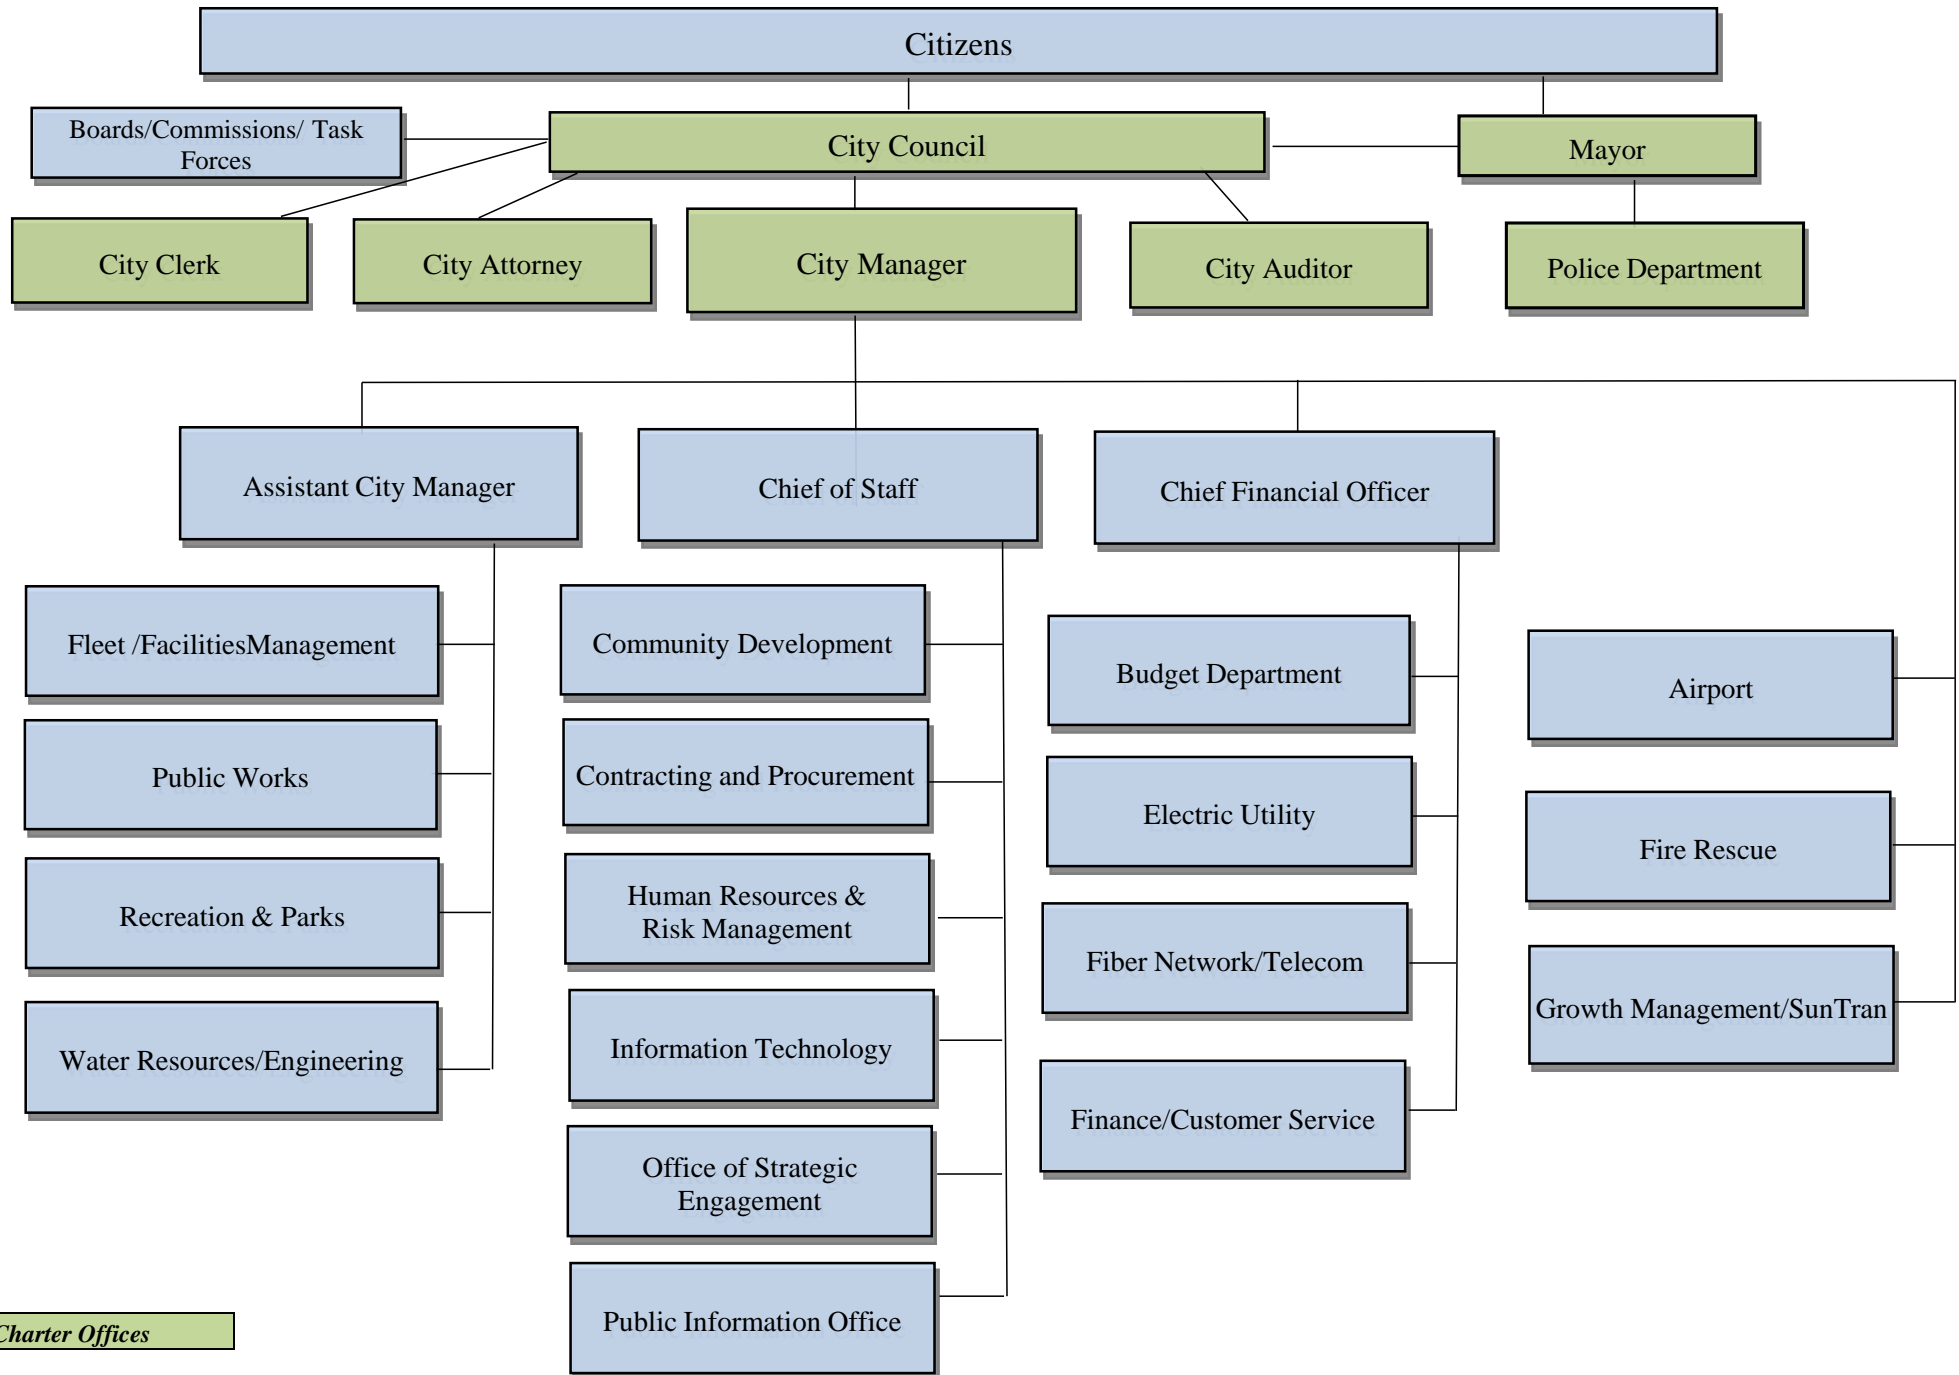 Citizens
Boards/Commissions/ Task
Forces
City Council
Mayor
City Clerk
City Attorney
City Manager
City Auditor
Police Department
Assistant City Manager
Chief of Staff
Chief Financial Officer
Fleet /FacilitiesManagement
Public Works
Recreation & Parks
Water Resources/Engineering
Community Development
Contracting and Procurement
Human Resources &
Risk Management
Information Technology
Office of Strategic
Engagement
Public Information Office
Budget Department
Electric Utility
Fiber Network/Telecom
Finance/Customer Service
Airport
Fire Rescue
Growth Management/SunTran
Charter Offices